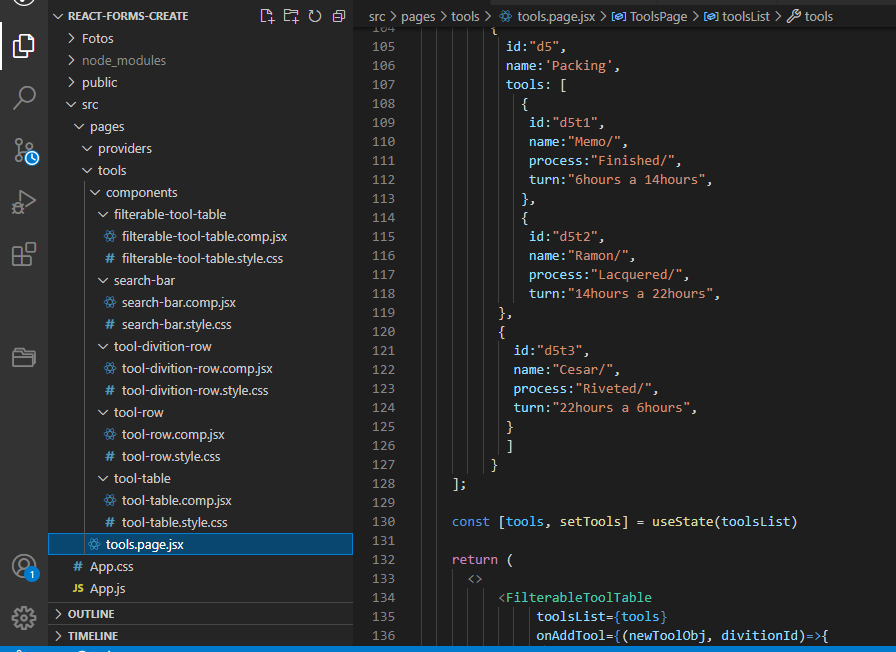 REACT-FORMS-CREATE
Fotos
node_modules
public
src
pages
providers
tools
components
filterable-tool-table
filterable-tool-table.comp.jsx
# filterable-tool-table.style.css
search-bar
search-bar.comp.jsx
# search-bar.style.css
tool-divition-row
tool-divition-row.comp.jsx
# tool-divition-row.style.css
tool-row
tool-row.comp.jsx
# tool-row.style.css
tool-table
tool-table.comp.jsx
# tool-table.style.css
tools.page.jsx
# App.css
JS App.js
OUTLINE
TIMELINE
1
src > pages > tools > tools.page.jsx > ToolsPage > toolsList > tools
104 {
105 id:"d5",
106 name:'Packing',
107 tools: [
108 {
109 id:"d5t1",
110 name:"Memo/",
111 process:"Finished/",
112 turn:"6hours a 14hours",
113 },
114 {
115 id:"d5t2",
116 name:"Ramon/",
117 process:"Lacquered/",
118 turn:"14hours a 22hours",
119 },
120 {
121 id:"d5t3",
122 name:"Cesar/",
123 process:"Riveted/",
124 turn:"22hours a 6hours",
125 }
126 ]
127 }
128 ];
129
130 const [tools, setTools] = useState(toolsList)
131
132 return (
133 <>
134 <FilterableToolTable
135 toolsList={tools}
136 onAddTool={(newToolObj, divitionId)=>{